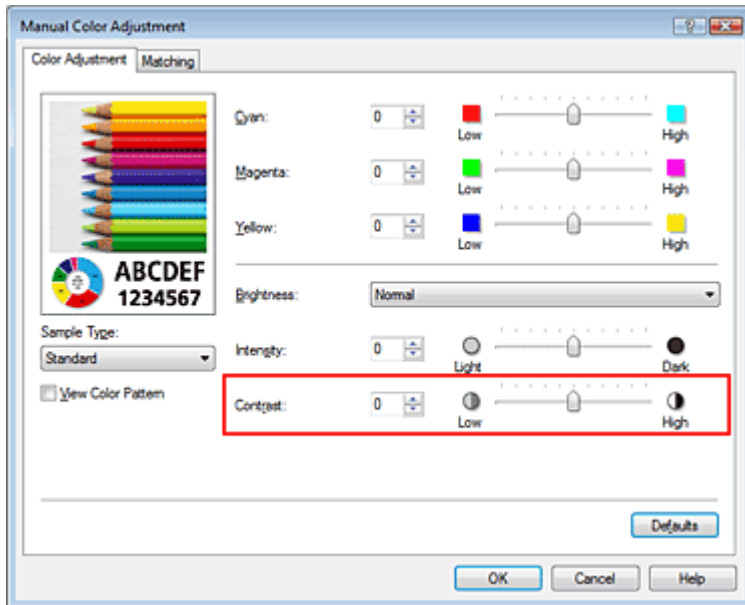 Manual Color Adjustment
Color Adjustment
Matching
Cyan:
0
Low
High
Magenta:
0
Low
High
Yellow:
0
Low
High
ABCDEF
1234567
Brightness:
Normal
Sample Type:
Standard
Intensity:
0
Light
Dark
View Color Pattern
Contrast:
0
Low
High
Defaults
OK
Cancel
Help